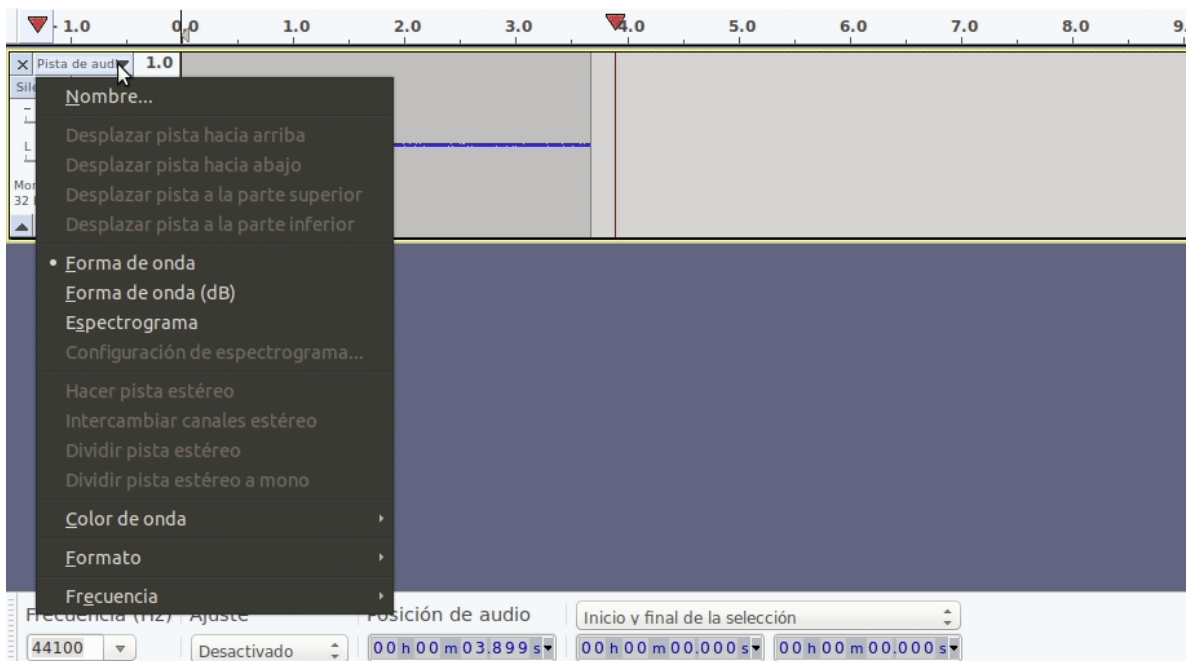 - 1.0 0,0 1.0 2.0 3.0 4.0 5.0 6.0 7.0 8.0 9.
X Pista de aud 1.0
Nombre...
Desplazar pista hacia arriba
Desplazar pista hacia abajo
Desplazar pista a la parte superior
Desplazar pista a la parte inferior
Forma de onda
Forma de onda (dB)
Espectrograma
Configuración de espectrograma...
Hacer pista estéreo
Intercambiar canales estéreo
Dividir pista estéreo
Dividir pista estéreo a mono
Color de onda
Formato
Frecuencia
Frecuencia (Hz) Ajuste Posición de audio Inicio y final de la selección
44100 Desactivado 00 h 00 m 03.899 s 00 h 00 m 00.000 s 00 h 00 m 00.000 s